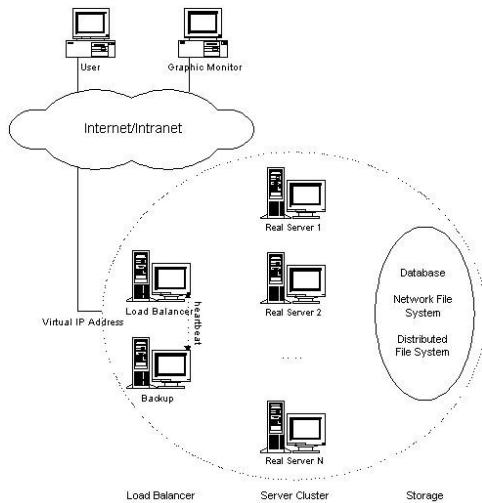 User
Graphic Monitor
Internet/Intranet
Real Server 1
Load Balancer
Real Server 2
Virtual IP Address
heartbeat
Backup
....
Real Server N
Database
Network File
System
Distributed
File System
Load Balancer
Server Cluster
Storage